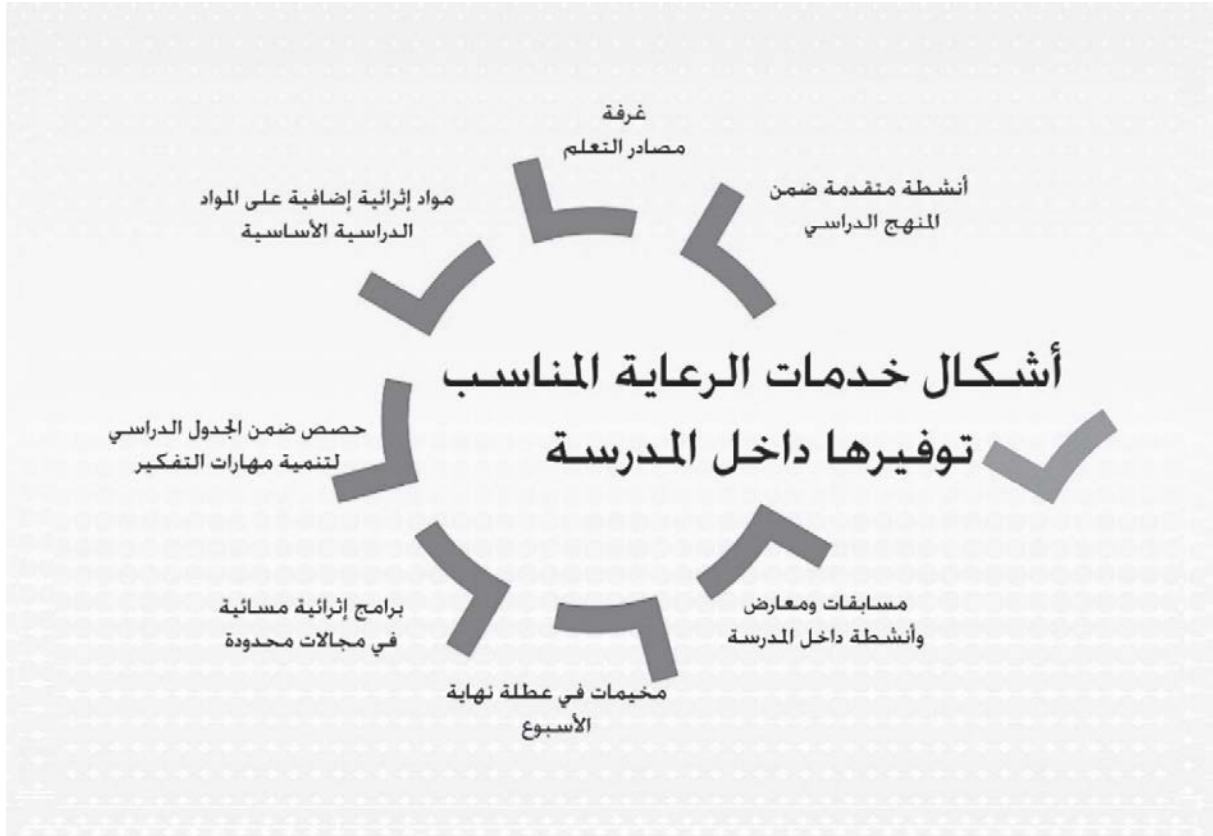 أشكال خدمات الرعاية المناسب
توفيرها داخل المدرسة
أنشطة متقدمة ضمن
المنهج الدراسي
غرفة
مصادر التعلم
مواد إثرائية إضافية على المواد
الدراسية الأساسية
حصص ضمن الجدول الدراسي
لتنمية مهارات التفكير
برامج إثرائية مسائية
في مجالات محدودة
مخيمات في عطلة نهاية
الأسبوع
مسابقات ومعارض
وأنشطة داخل المدرسة